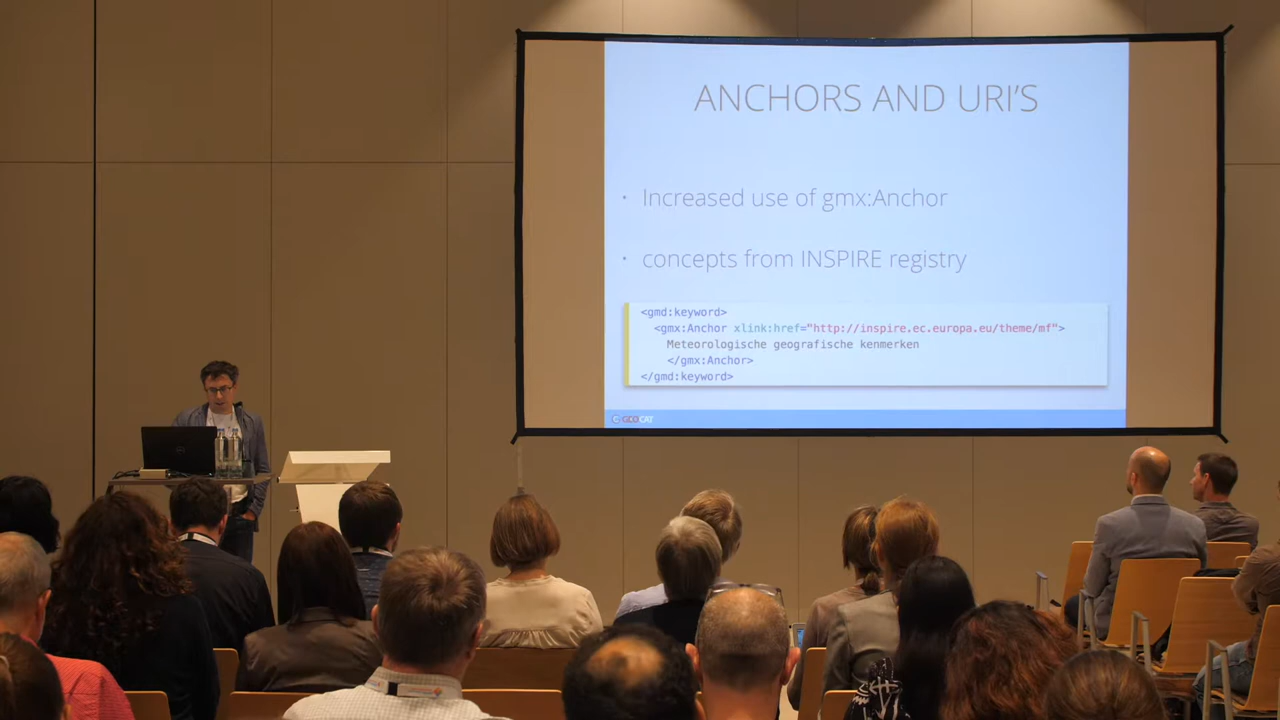 ANCHORS AND URI'S
• Increased use of gmx:Anchor
• concepts from INSPIRE registry
<gmd:keyword>
<gmx:Anchor xlink:href="http://inspire.ec.europa.eu/theme/mf">
Meteorologische geografische kenmerken
</gmx:Anchor>
</gmd:keyword>
GEOCAT